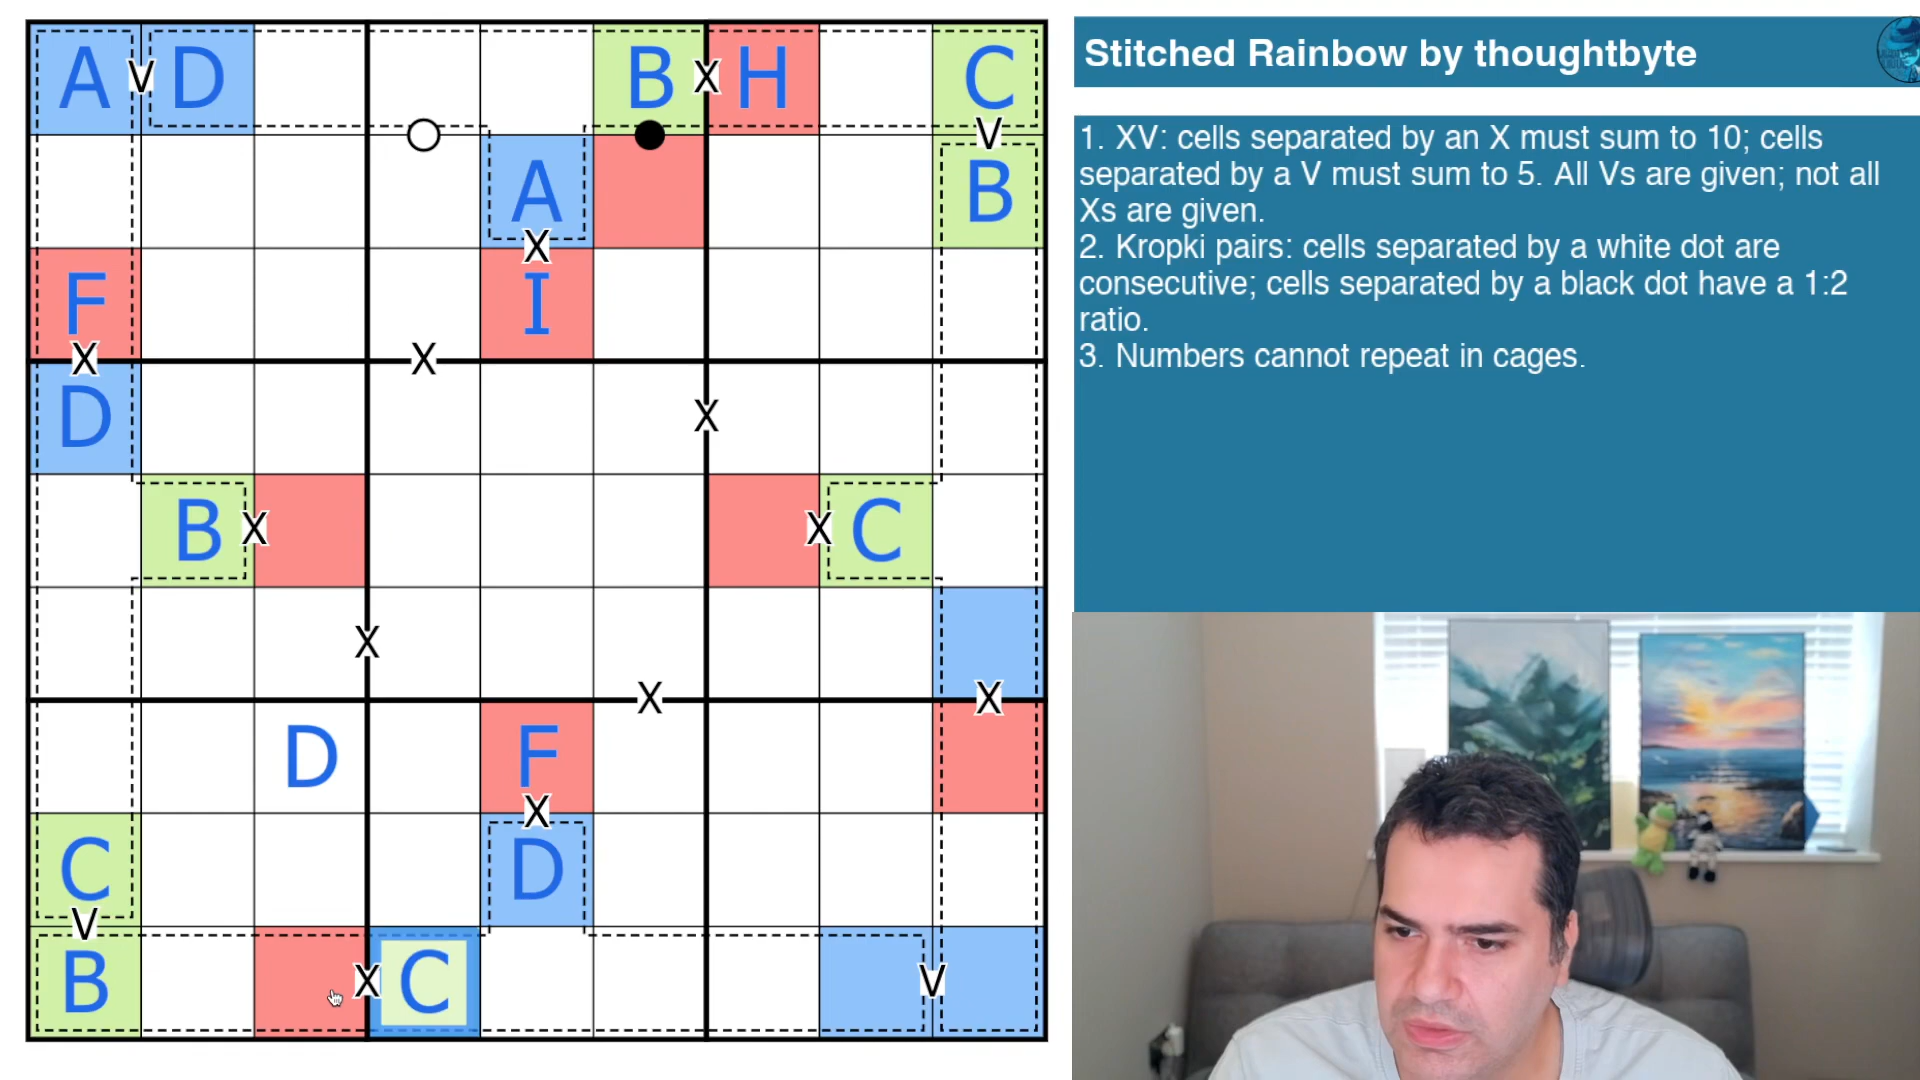 A V D B X H C
Stitched Rainbow by thoughtbyte
V
1. XV: cells separated by an X must sum to 10; cells
separated by a V must sum to 5. All Vs are given; not all
Xs are given.
2. Kropki pairs: cells separated by a white dot are
consecutive; cells separated by a black dot have a 1:2
ratio.
3. Numbers cannot repeat in cages.
A B
X
F I
X X
D X
B X X C
X
X X
D F
X
C D
V
B X C V